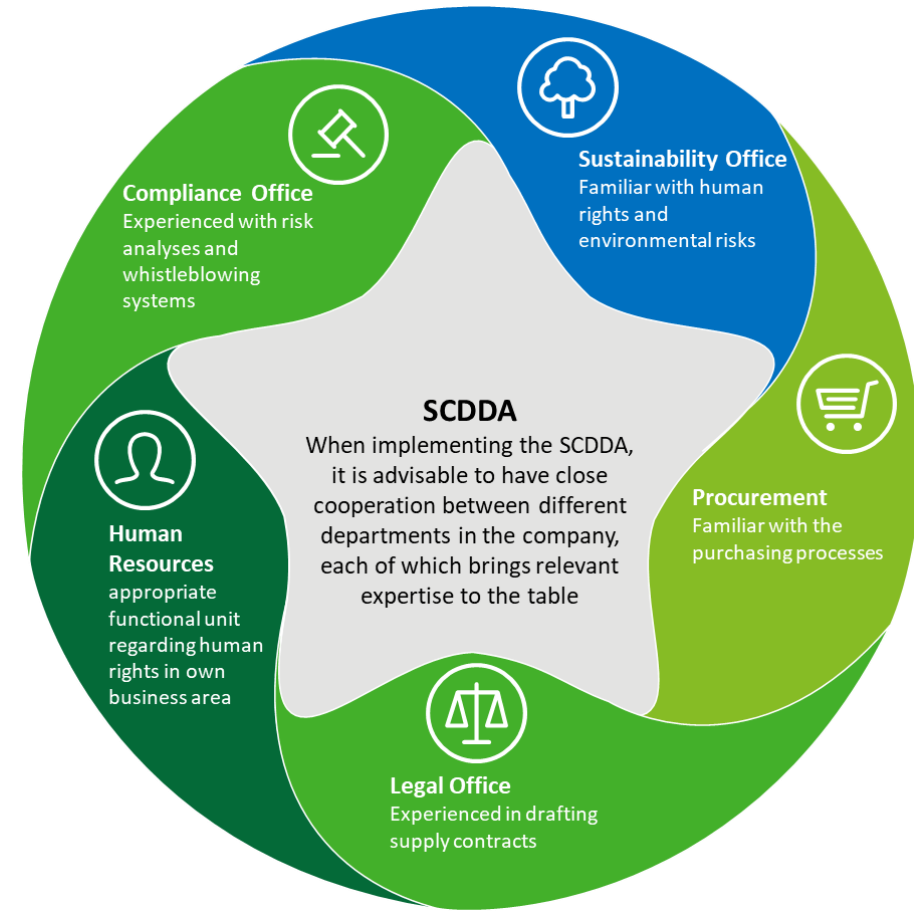 Sustainability Office
Familiar with human
rights and
environmental risks
Compliance Office
Experienced with risk
analyses and
whistleblowing
systems
SCDDA
When implementing the SCDDA,
it is advisable to have close
cooperation between different
departments in the company,
each of which brings relevant
expertise to the table
Procurement
Familiar with the
purchasing processes
Human
Resources
appropriate
functional unit
regarding human
rights in own
business area
Legal Office
Experienced in drafting
supply contracts